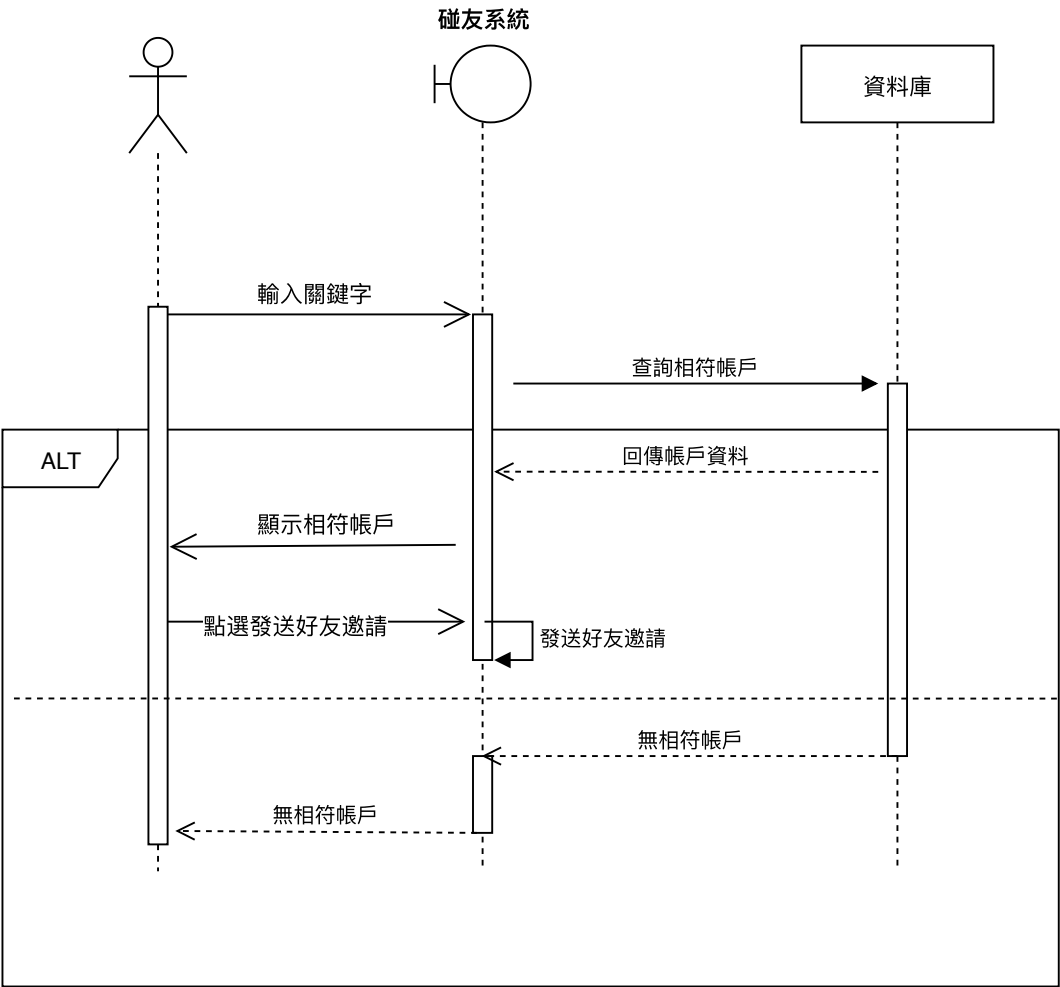 碰友系統
資料庫
輸入關鍵字
查詢相符帳戶
ALT
回傳帳戶資料
顯示相符帳戶
點選發送好友邀請
發送好友邀請
無相符帳戶
無相符帳戶